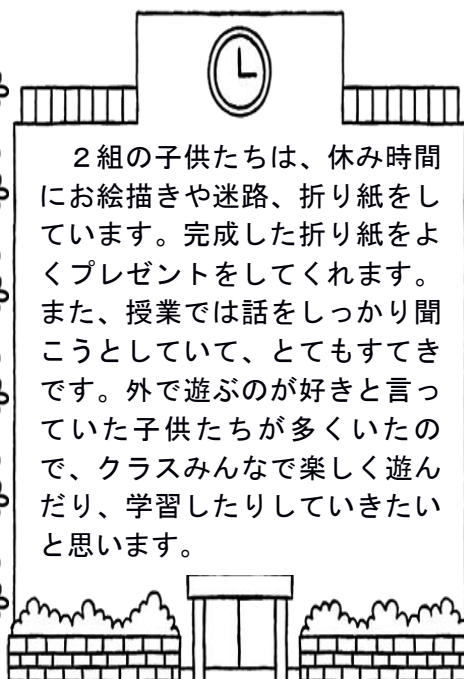 ２組の子供たちは、休み時間
にお絵描きや迷路、折り紙をし
ています。完成した折り紙をよ
くプレゼントをしてくれます。
また、授業では話をしっかり聞
こうとしていて、とてもすてき
です。外で遊ぶのが好きと言っ
ていた子供たちが多くいたの
で、クラスみんなで楽しく遊ん
だり、学習したりしていきたい
と思います。